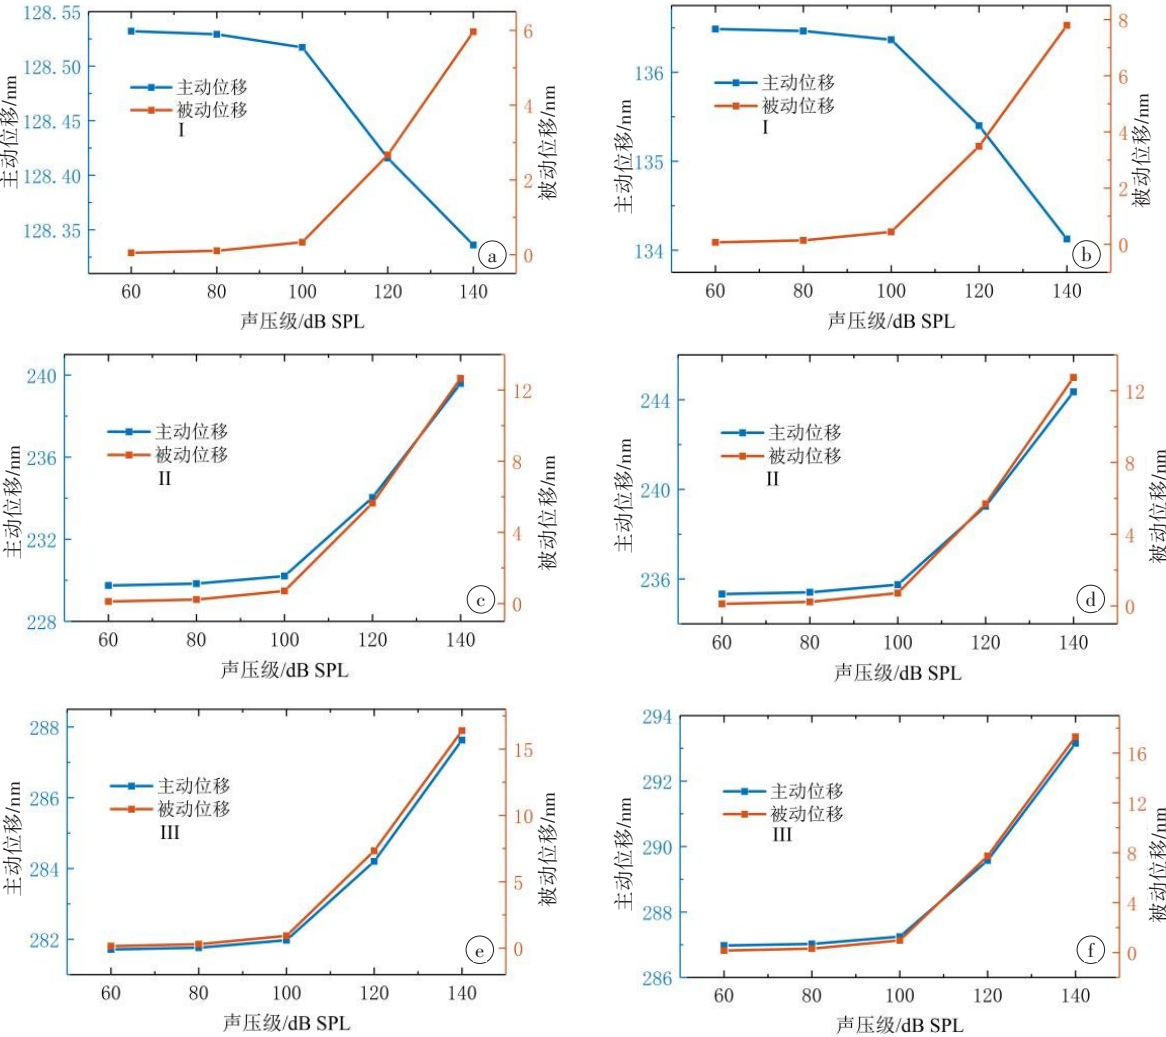 128.55
128.50
128.45
128.40
128.35
主动位移/nm
主动位移
被动位移
I
6
4
2
0
被动位移/nm
a
60 80 100 120 140
声压级/dB SPL
136
135
134
主动位移/nm
主动位移
被动位移
I
8
6
4
2
0
被动位移/nm
b
60 80 100 120 140
声压级/dB SPL
240
236
232
228
主动位移/nm
主动位移
被动位移
II
12
8
4
0
被动位移/nm
c
60 80 100 120 140
声压级/dB SPL
244
240
236
主动位移/nm
主动位移
被动位移
II
12
8
4
0
被动位移/nm
d
60 80 100 120 140
声压级/dB SPL
288
286
284
282
主动位移/nm
主动位移
被动位移
III
15
10
5
0
被动位移/nm
e
60 80 100 120 140
声压级/dB SPL
294
292
290
288
286
主动位移/nm
主动位移
被动位移
III
16
12
8
4
0
被动位移/nm
f
60 80 100 120 140
声压级/dB SPL